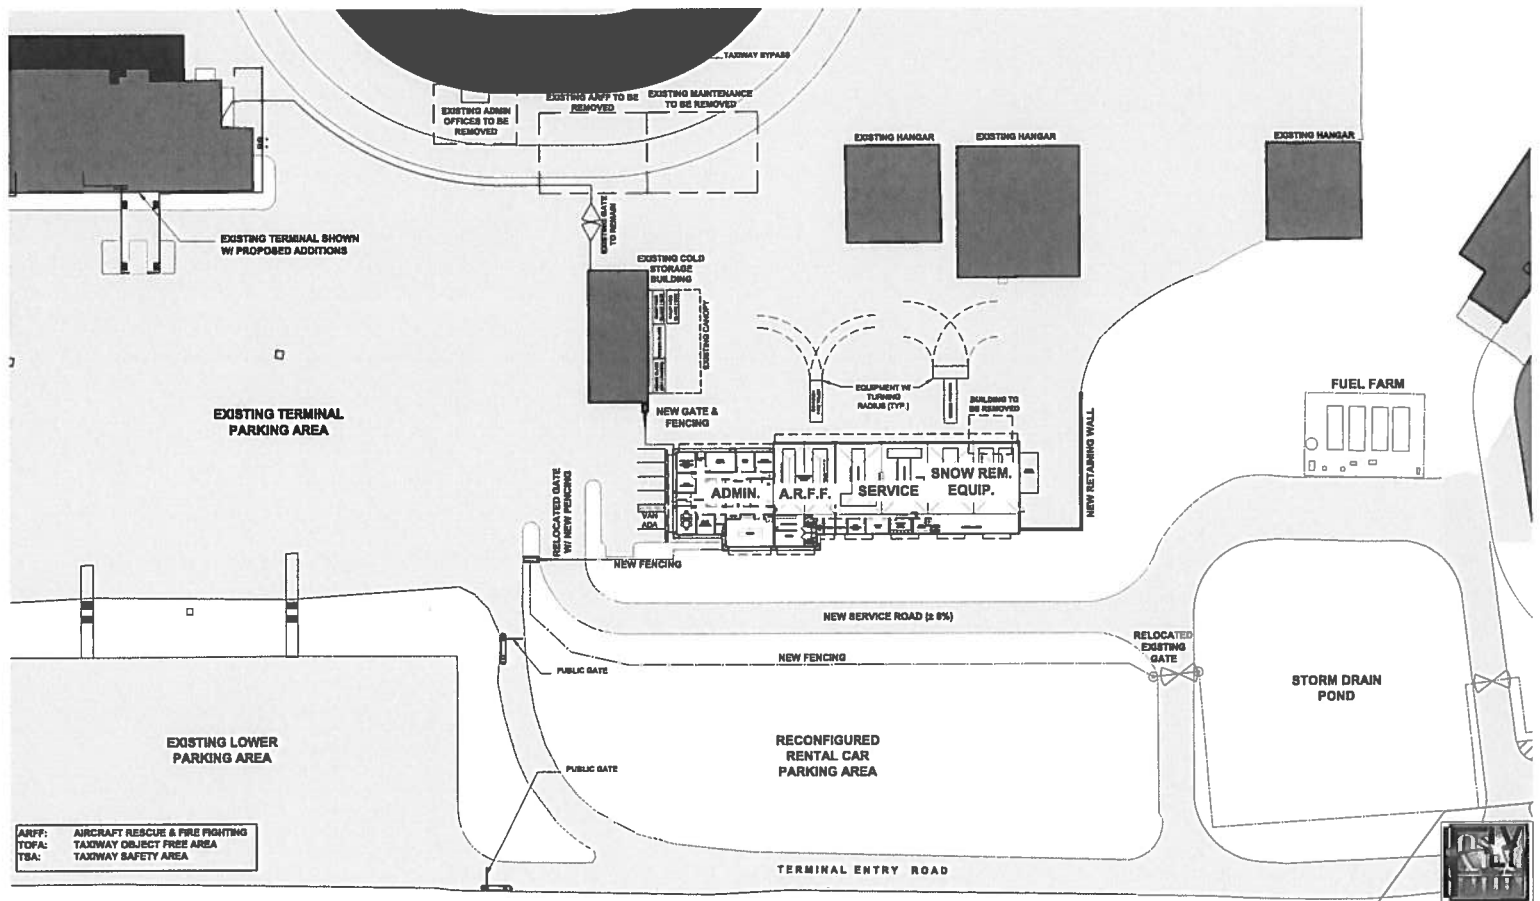 TAXIWAY BYPASS
EXISTING ADMIN
OFFICES TO BE
REMOVED
EXISTING ARFF TO BE
REMOVED
EXISTING MAINTENANCE
TO BE REMOVED
EXISTING HANGAR
EXISTING HANGAR
EXISTING HANGAR
EXISTING TERMINAL SHOWN
W/ PROPOSED ADDITIONS
EXISTING GATE
TO REMAIN
EXISTING COLD
STORAGE
BUILDING
EXISTING CANOPY
EQUIPMENT W/
TURNING
RADIUS (TYP.)
BUILDING TO
BE REMOVED
FUEL FARM
EXISTING TERMINAL
PARKING AREA
NEW GATE &
FENCING
NEW RETAINING WALL
RELOCATED GATE
W/ NEW FENCING
ADMIN.
A.R.F.F.
SERVICE
SNOW REM.
EQUIP.
VAN
ADA
NEW FENCING
NEW SERVICE ROAD (± 8%)
RELOCATED
EXISTING
GATE
NEW FENCING
PUBLIC GATE
STORM DRAIN
POND
EXISTING LOWER
PARKING AREA
RECONFIGURED
RENTAL CAR
PARKING AREA
PUBLIC GATE
ARFF: AIRCRAFT RESCUE & FIRE FIGHTING
TOFA: TAXIWAY OBJECT FREE AREA
TSA: TAXIWAY SAFETY AREA
TERMINAL ENTRY ROAD